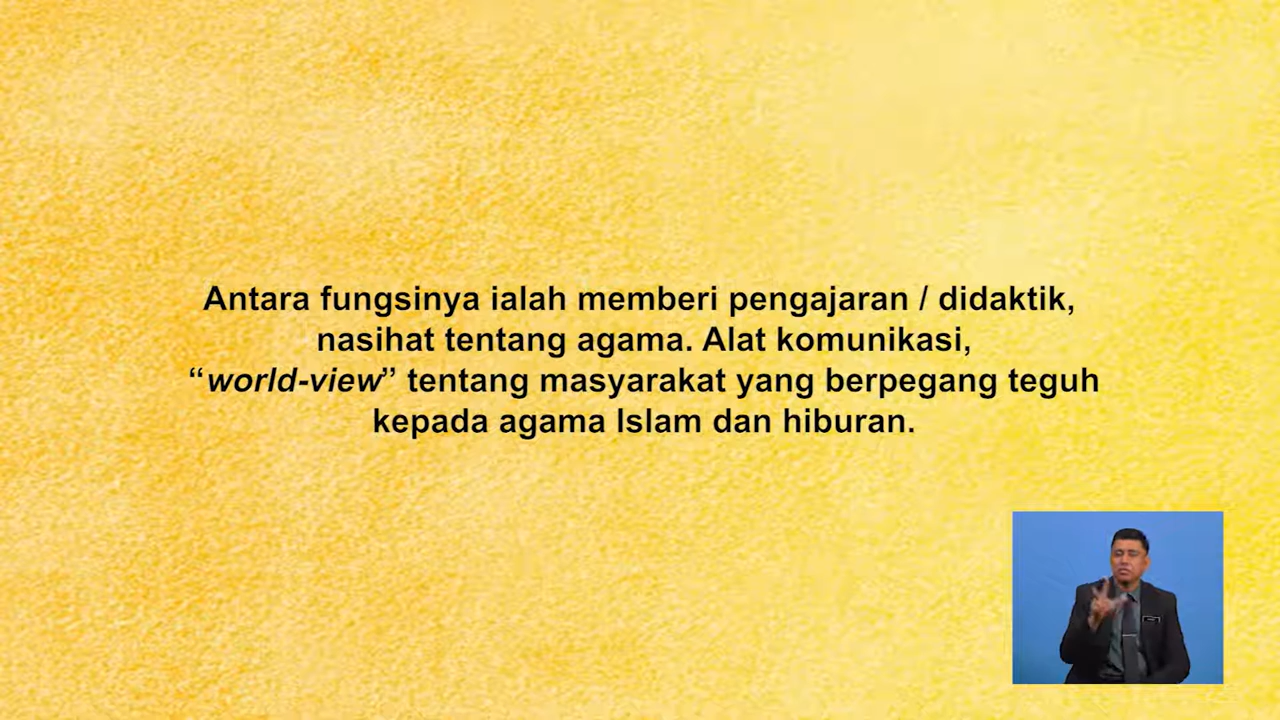 Antara fungsinya ialah memberi pengajaran / didaktik,
nasihat tentang agama. Alat komunikasi,
“world-view” tentang masyarakat yang berpegang teguh
kepada agama Islam dan hiburan.